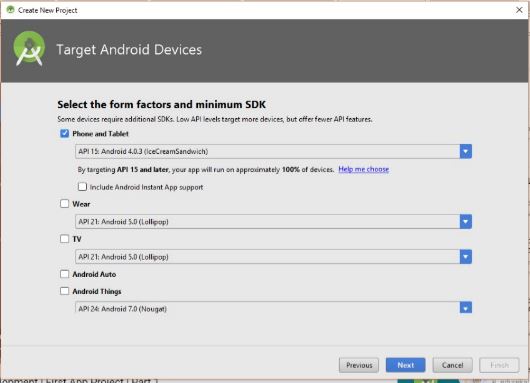 Create New Project
Target Android Devices
Select the form factors and minimum SDK
Some devices require additional SDKs. Low API levels target more devices, but offer fewer API features.
Phone and Tablet
API 15: Android 4.0.3 (IceCreamSandwich)
By targeting API 15 and later, your app will run on approximately 100% of devices. Help me choose
Include Android Instant App support
Wear
API 21: Android 5.0 (Lollipop)
TV
API 21: Android 5.0 (Lollipop)
Android Auto
Android Things
API 24: Android 7.0 (Nougat)
Previous Next Cancel Finish
lopment | First App Project | Part 1